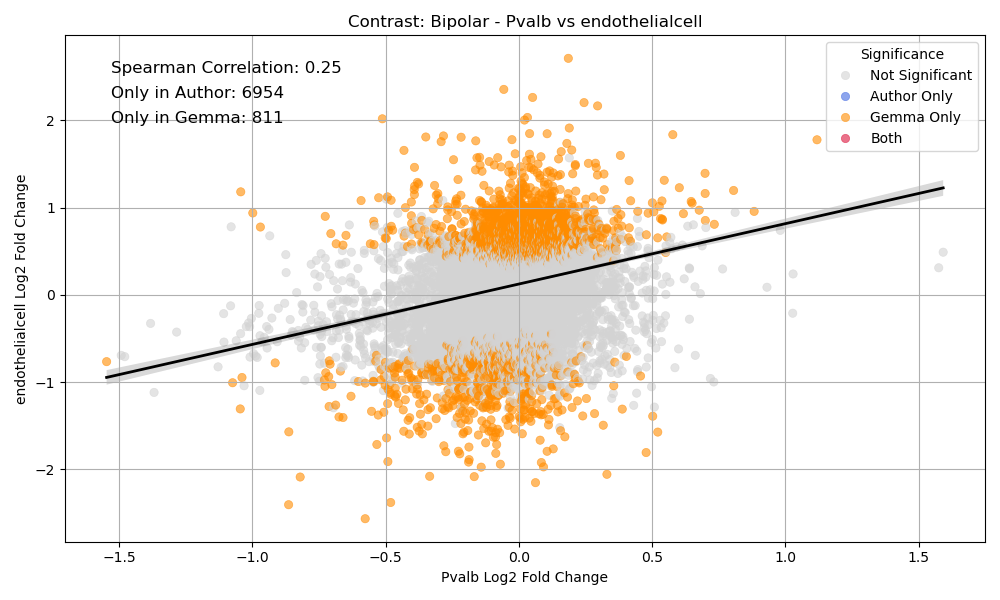 Contrast: Bipolar - Pvalb vs endothelialcell
Spearman Correlation: 0.25
Only in Author: 6954
Only in Gemma: 811
Significance
Not Significant
Author Only
Gemma Only
Both
endothelialcell Log2 Fold Change
2
1
0
−1
−2
−1.5
−1.0
−0.5
0.0
0.5
1.0
1.5
Pvalb Log2 Fold Change